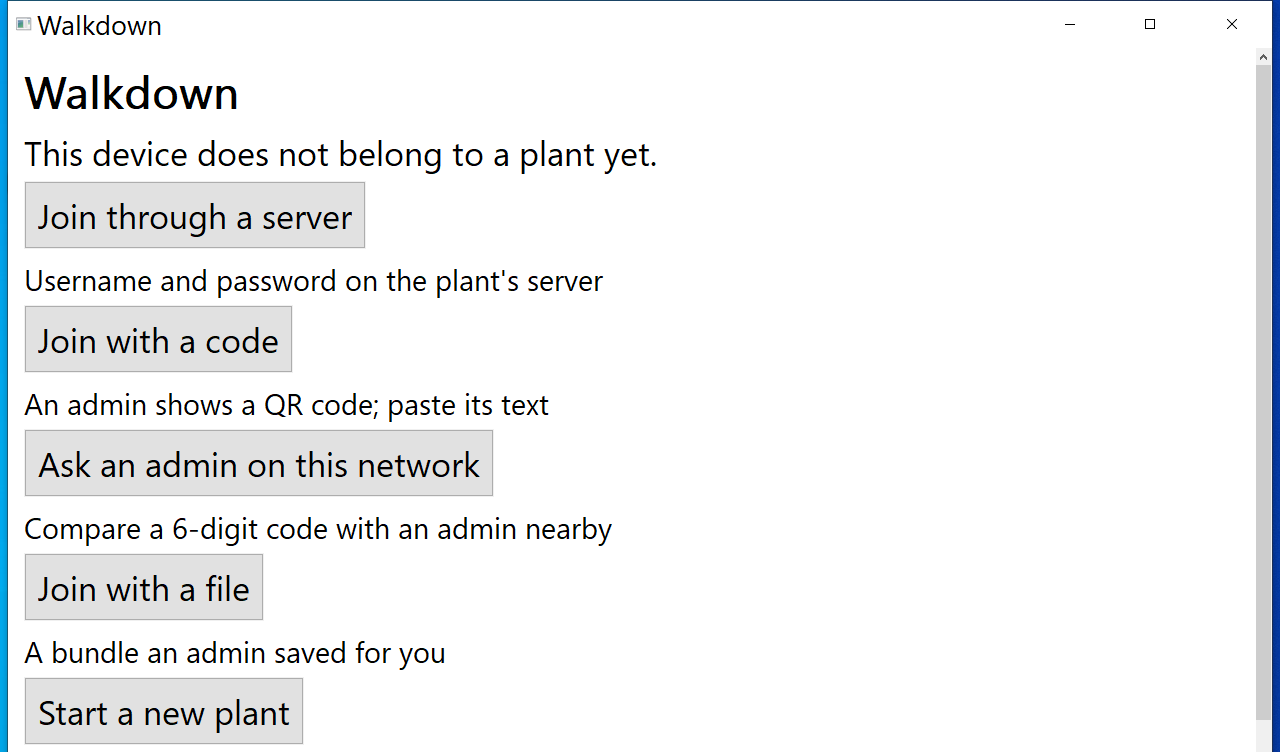 Walkdown
Walkdown
This device does not belong to a plant yet.
Join through a server
Username and password on the plant's server
Join with a code
An admin shows a QR code; paste its text
Ask an admin on this network
Compare a 6-digit code with an admin nearby
Join with a file
A bundle an admin saved for you
Start a new plant